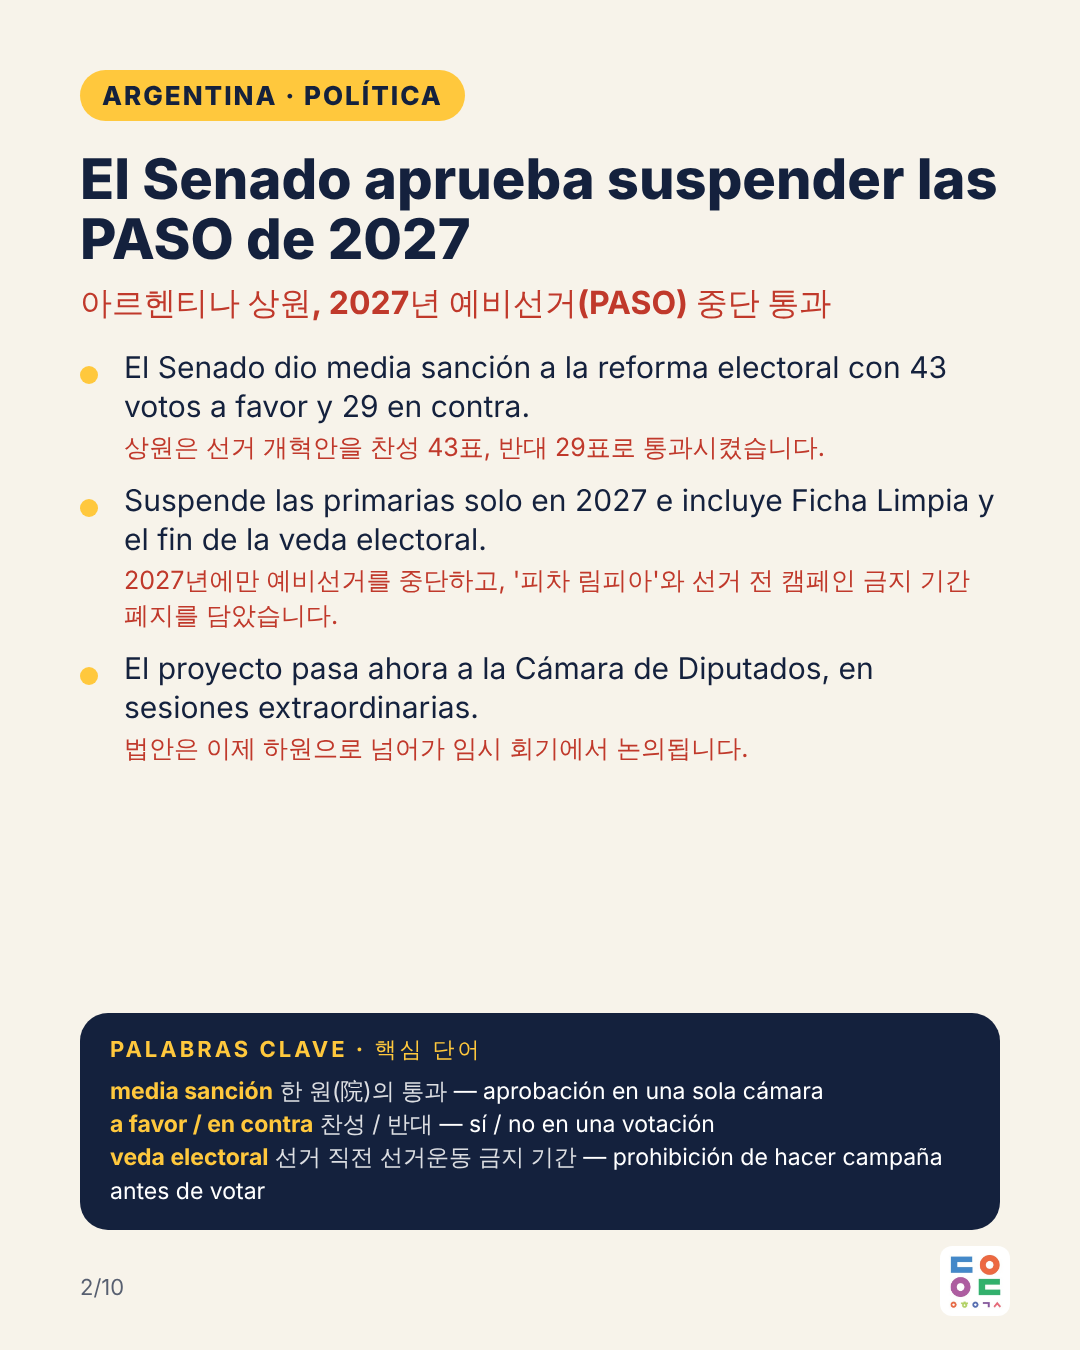 ARGENTINA · POLÍTICA
El Senado aprueba suspender las
PASO de 2027
아르헨티나 상원, 2027년 예비선거(PASO) 중단 통과
El Senado dio media sanción a la reforma electoral con 43
votos a favor y 29 en contra.
상원은 선거 개혁안을 찬성 43표, 반대 29표로 통과시켰습니다.
Suspende las primarias solo en 2027 e incluye Ficha Limpia y
el fin de la veda electoral.
2027년에만 예비선거를 중단하고, '피차 림피아'와 선거 전 캠페인 금지 기간
폐지를 담았습니다.
El proyecto pasa ahora a la Cámara de Diputados, en
sesiones extraordinarias.
법안은 이제 하원으로 넘어가 임시 회기에서 논의됩니다.
PALABRAS CLAVE · 핵심 단어
media sanción 한 원(院)의 통과 — aprobación en una sola cámara
a favor / en contra 찬성 / 반대 — sí / no en una votación
veda electoral 선거 직전 선거운동 금지 기간 — prohibición de hacer campaña
antes de votar
2/10